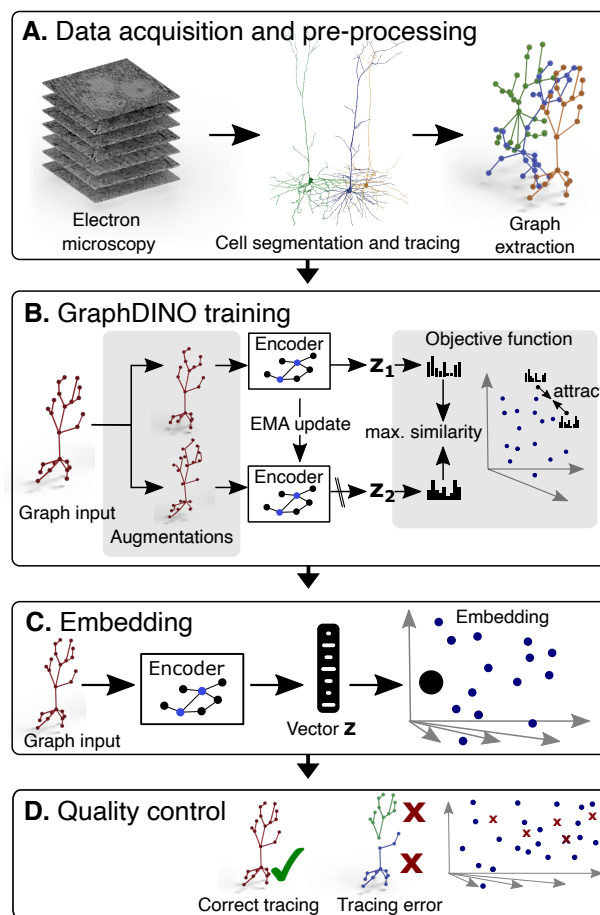 A. Data acquisition and pre-processing
Electron
microscopy
Cell segmentation and tracing
Graph
extraction
B. GraphDINO training
Graph input
Augmentations
Encoder
EMA update
Encoder
z1
z2
Objective function
attract
max. similarity
C. Embedding
Graph input
Encoder
Vector z
Embedding
D. Quality control
Correct tracing
x
x
Tracing error
x
x
x
x